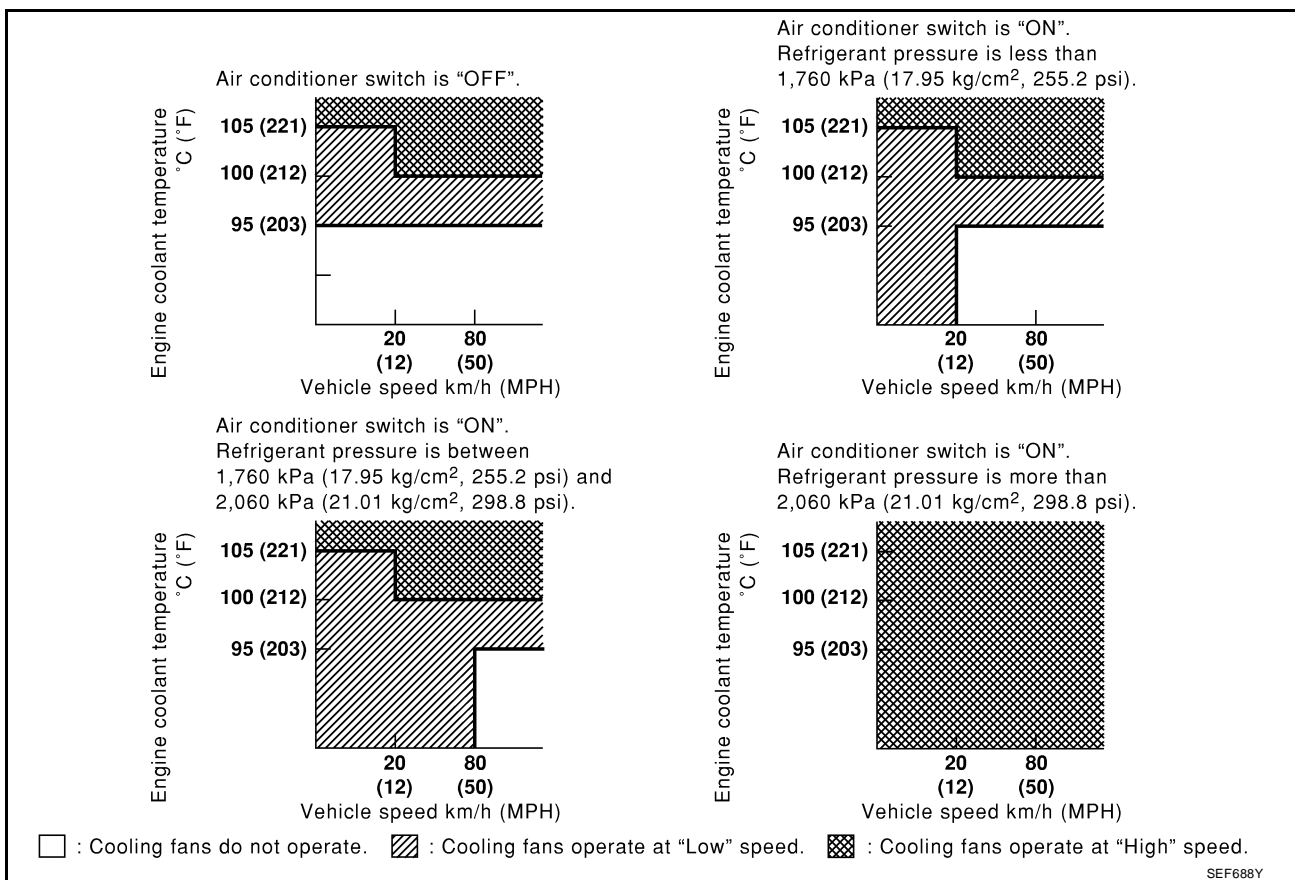 Air conditioner switch is “OFF”.
Engine coolant temperature
°C (°F)
105 (221)
100 (212)
95 (203)
20
(12)
80
(50)
Vehicle speed km/h (MPH)
Air conditioner switch is “ON”.
Refrigerant pressure is less than
1,760 kPa (17.95 kg/cm², 255.2 psi).
Engine coolant temperature
°C (°F)
105 (221)
100 (212)
95 (203)
20
(12)
80
(50)
Vehicle speed km/h (MPH)
Air conditioner switch is “ON”.
Refrigerant pressure is between
1,760 kPa (17.95 kg/cm², 255.2 psi) and
2,060 kPa (21.01 kg/cm², 298.8 psi).
Engine coolant temperature
°C (°F)
105 (221)
100 (212)
95 (203)
20
(12)
80
(50)
Vehicle speed km/h (MPH)
Air conditioner switch is “ON”.
Refrigerant pressure is more than
2,060 kPa (21.01 kg/cm², 298.8 psi).
Engine coolant temperature
°C (°F)
105 (221)
100 (212)
95 (203)
20
(12)
80
(50)
Vehicle speed km/h (MPH)
: Cooling fans do not operate.
: Cooling fans operate at “Low” speed.
: Cooling fans operate at “High” speed.
SEF688Y